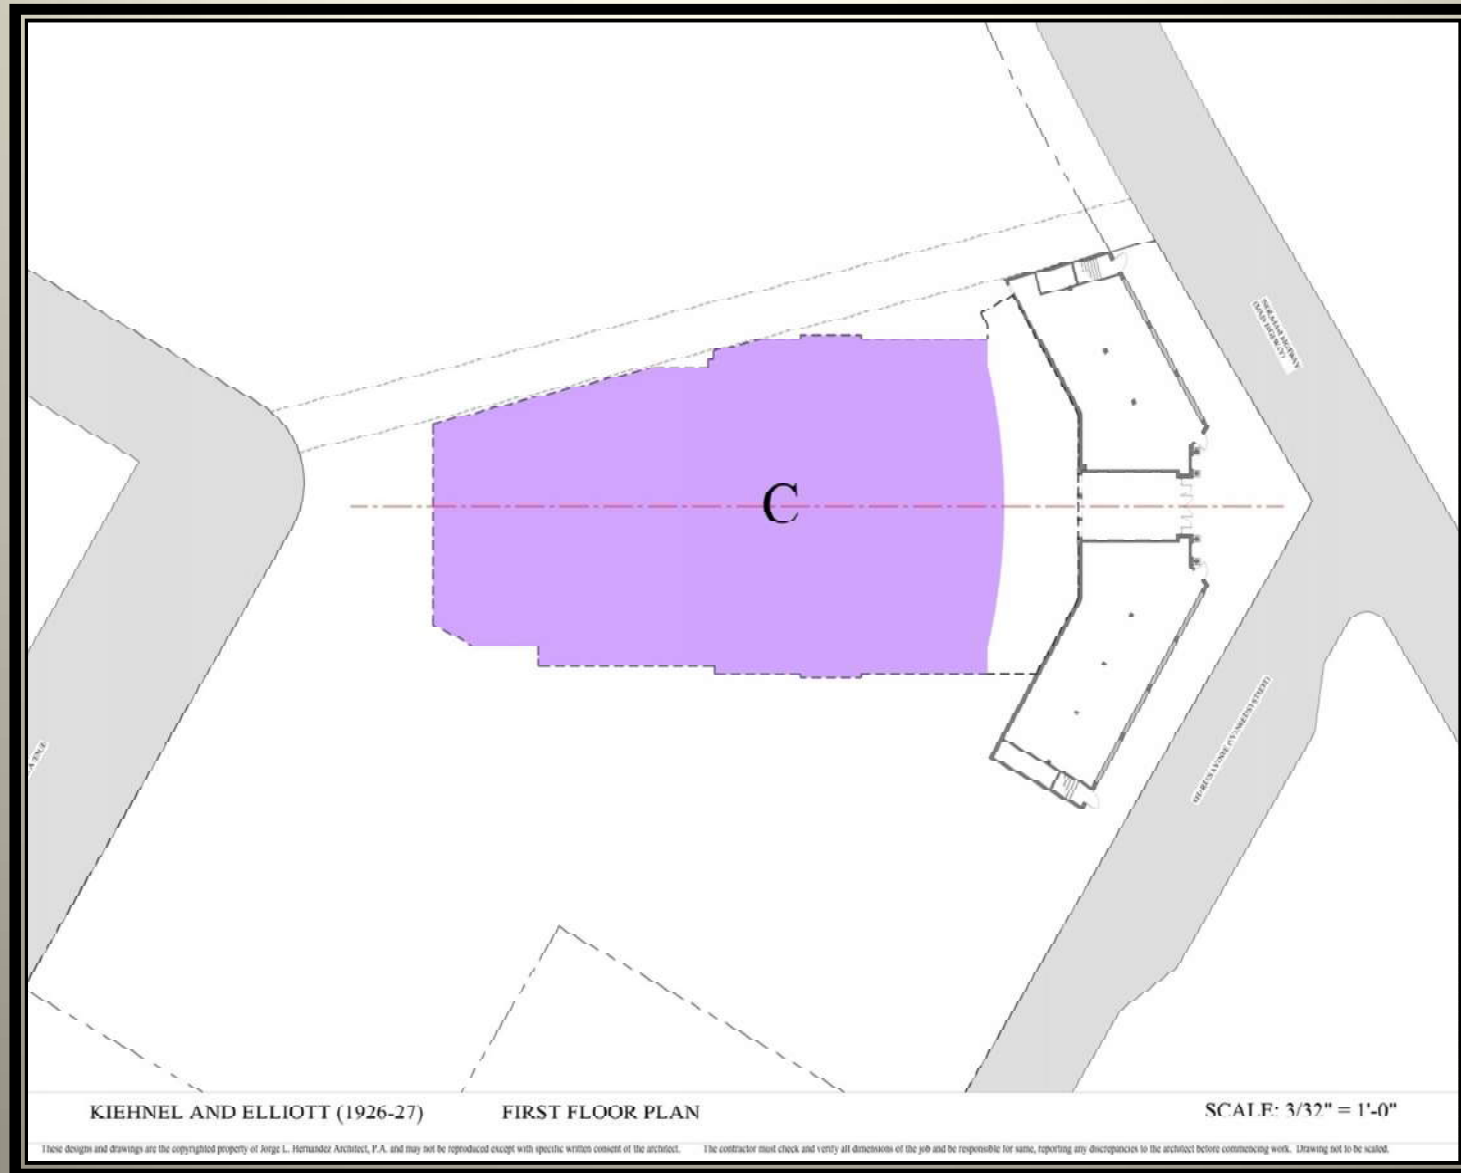 C
KIEHNEL AND ELLIOTT (1926-27) FIRST FLOOR PLAN SCALE: 3/32" = 1'-0"
These designs and drawings are the copyrighted property of Jorge L. Hernandez Architect, P.A. and may not be reproduced except with specific written consent of the architect. The contractor must check and verify all dimensions of the job and be responsible for same, reporting any discrepancies to the architect before commencing work. Drawing not to be scaled.